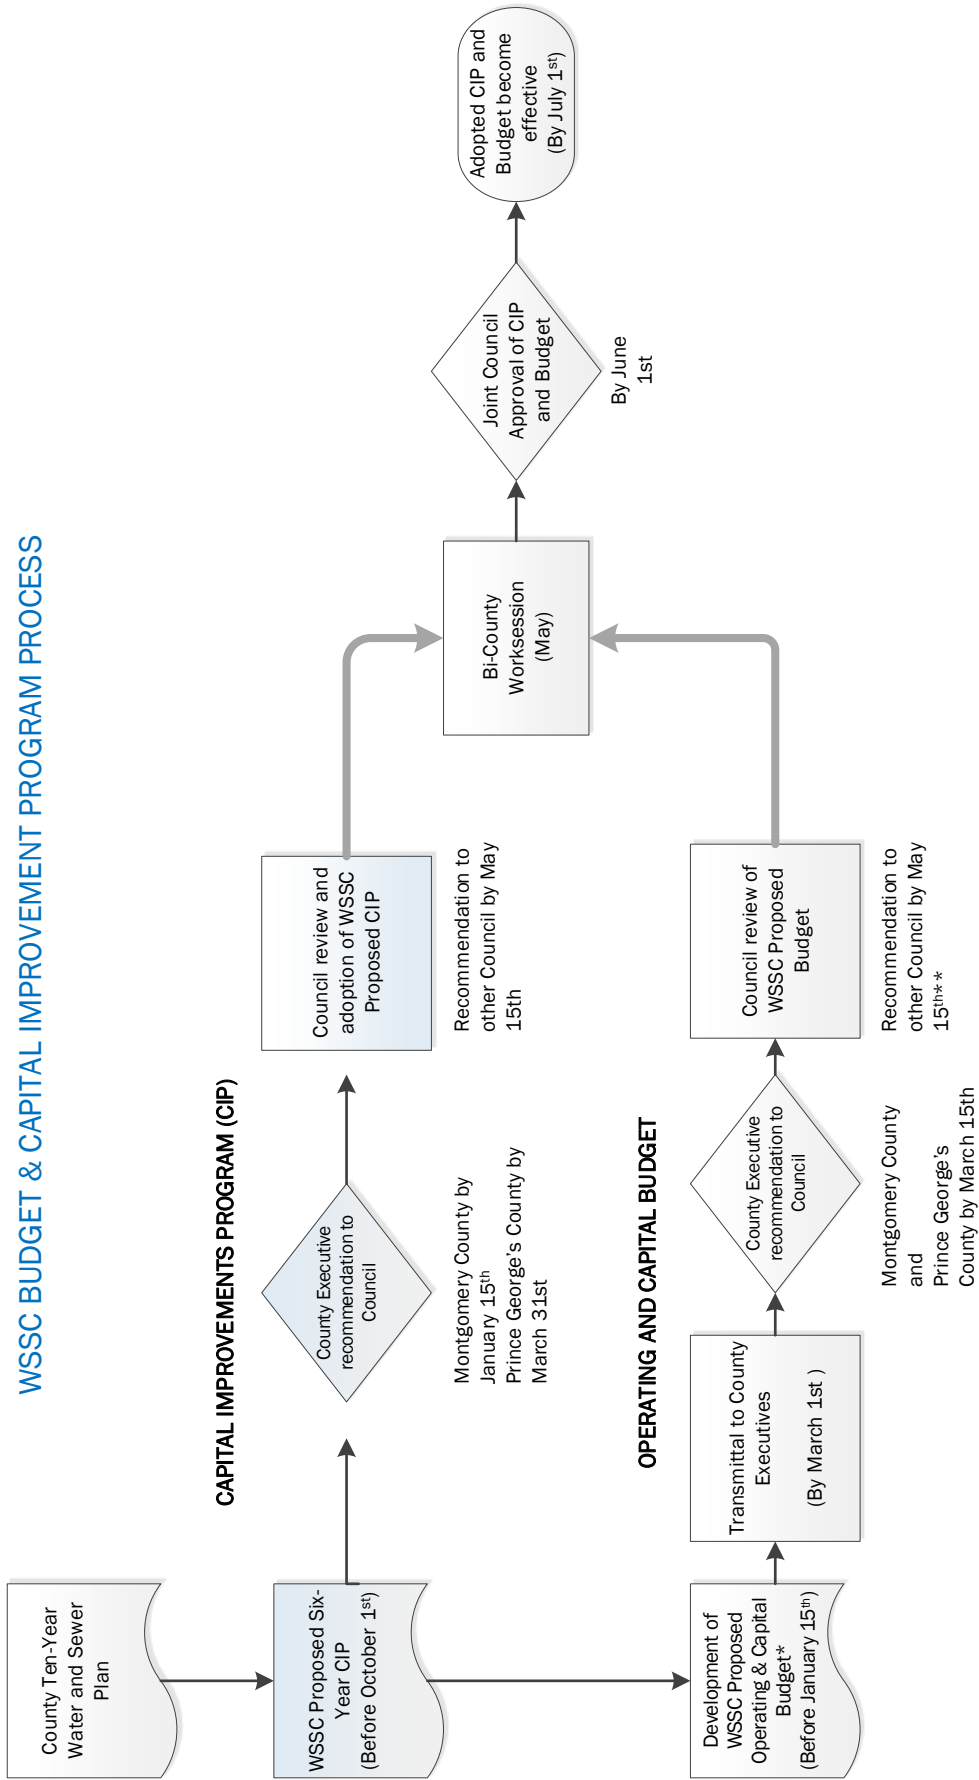 WSSC BUDGET & CAPITAL IMPROVEMENT PROGRAM PROCESS
County Ten-Year
Water and Sewer
Plan
CAPITAL IMPROVEMENTS PROGRAM (CIP)
WSSC Proposed Six-
Year CIP
(Before October 1st)
County Executive
recommendation to
Council
Montgomery County by
January 15th
Prince George's County by
March 31st
Council review and
adoption of WSSC
Proposed CIP
Recommendation to
other Council by May
15th
Bi-County
Worksession
(May)
Joint Council
Approval of CIP
and Budget
By June
1st
Adopted CIP and
Budget become
effective
(By July 1st)
OPERATING AND CAPITAL BUDGET
Development of
WSSC Proposed
Operating & Capital
Budget*
(Before January 15th)
Transmittal to County
Executives
(By March 1st )
County Executive
recommendation to
Council
Montgomery County
and
Prince George's
County by March 15th
Council review of
WSSC Proposed
Budget
Recommendation to
other Council by May
15th**